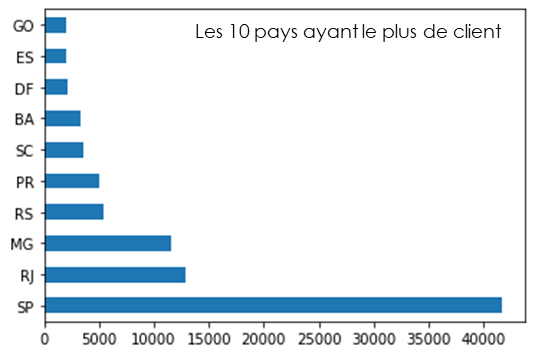 Les 10 pays ayant le plus de client
GO
ES
DF
BA
SC
PR
RS
MG
RJ
SP
0 5000 10000 15000 20000 25000 30000 35000 40000